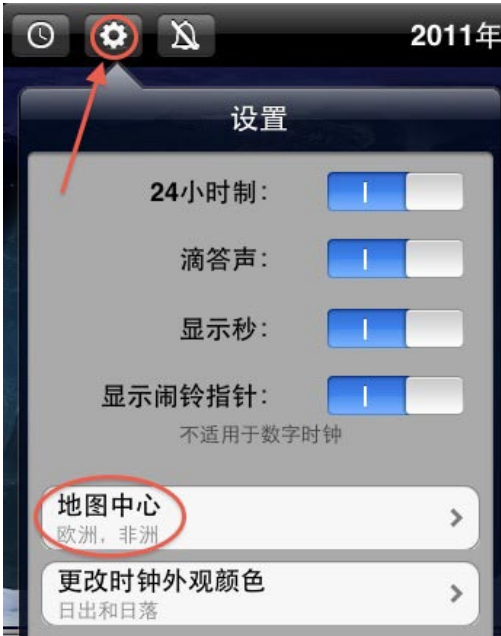 2011年
设置
24小时制：
滴答声：
显示秒：
显示闹铃指针：
不适用于数字时钟
地图中心
欧洲，非洲
更改时钟外观颜色
日出和日落